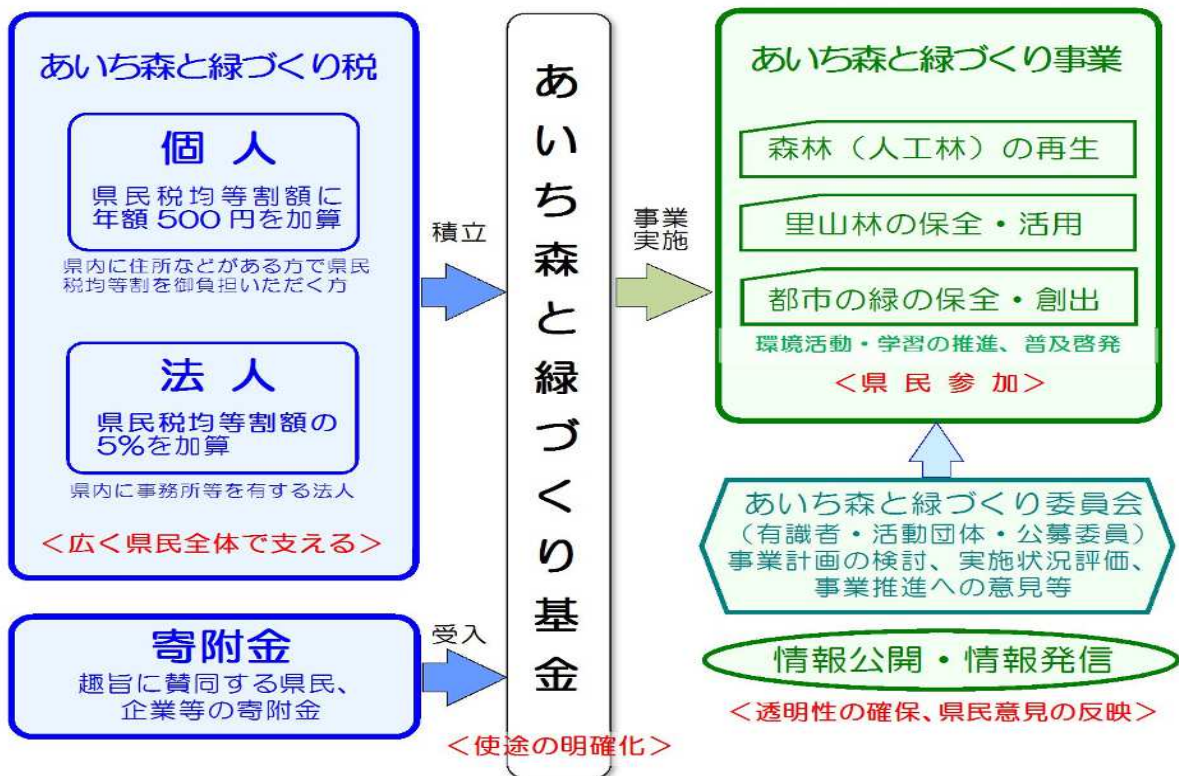 あいち森と緑づくり税
個人
県民税均等割額に
年額500円を加算
県内に住所などがある方で県民
税均等割を御負担いただく方
法人
県民税均等割額の
5%を加算
県内に事務所等を有する法人
＜広く県民全体で支える＞
寄附金
趣旨に賛同する県民、
企業等の寄附金
積立
受入
あいち森と緑づくり基金
＜使途の明確化＞
事業
実施
あいち森と緑づくり事業
森林（人工林）の再生
里山林の保全・活用
都市の緑の保全・創出
環境活動・学習の推進、普及啓発
＜県民参加＞
あいち森と緑づくり委員会
（有識者・活動団体・公募委員）
事業計画の検討、実施状況評価、
事業推進への意見等
情報公開・情報発信
＜透明性の確保、県民意見の反映＞